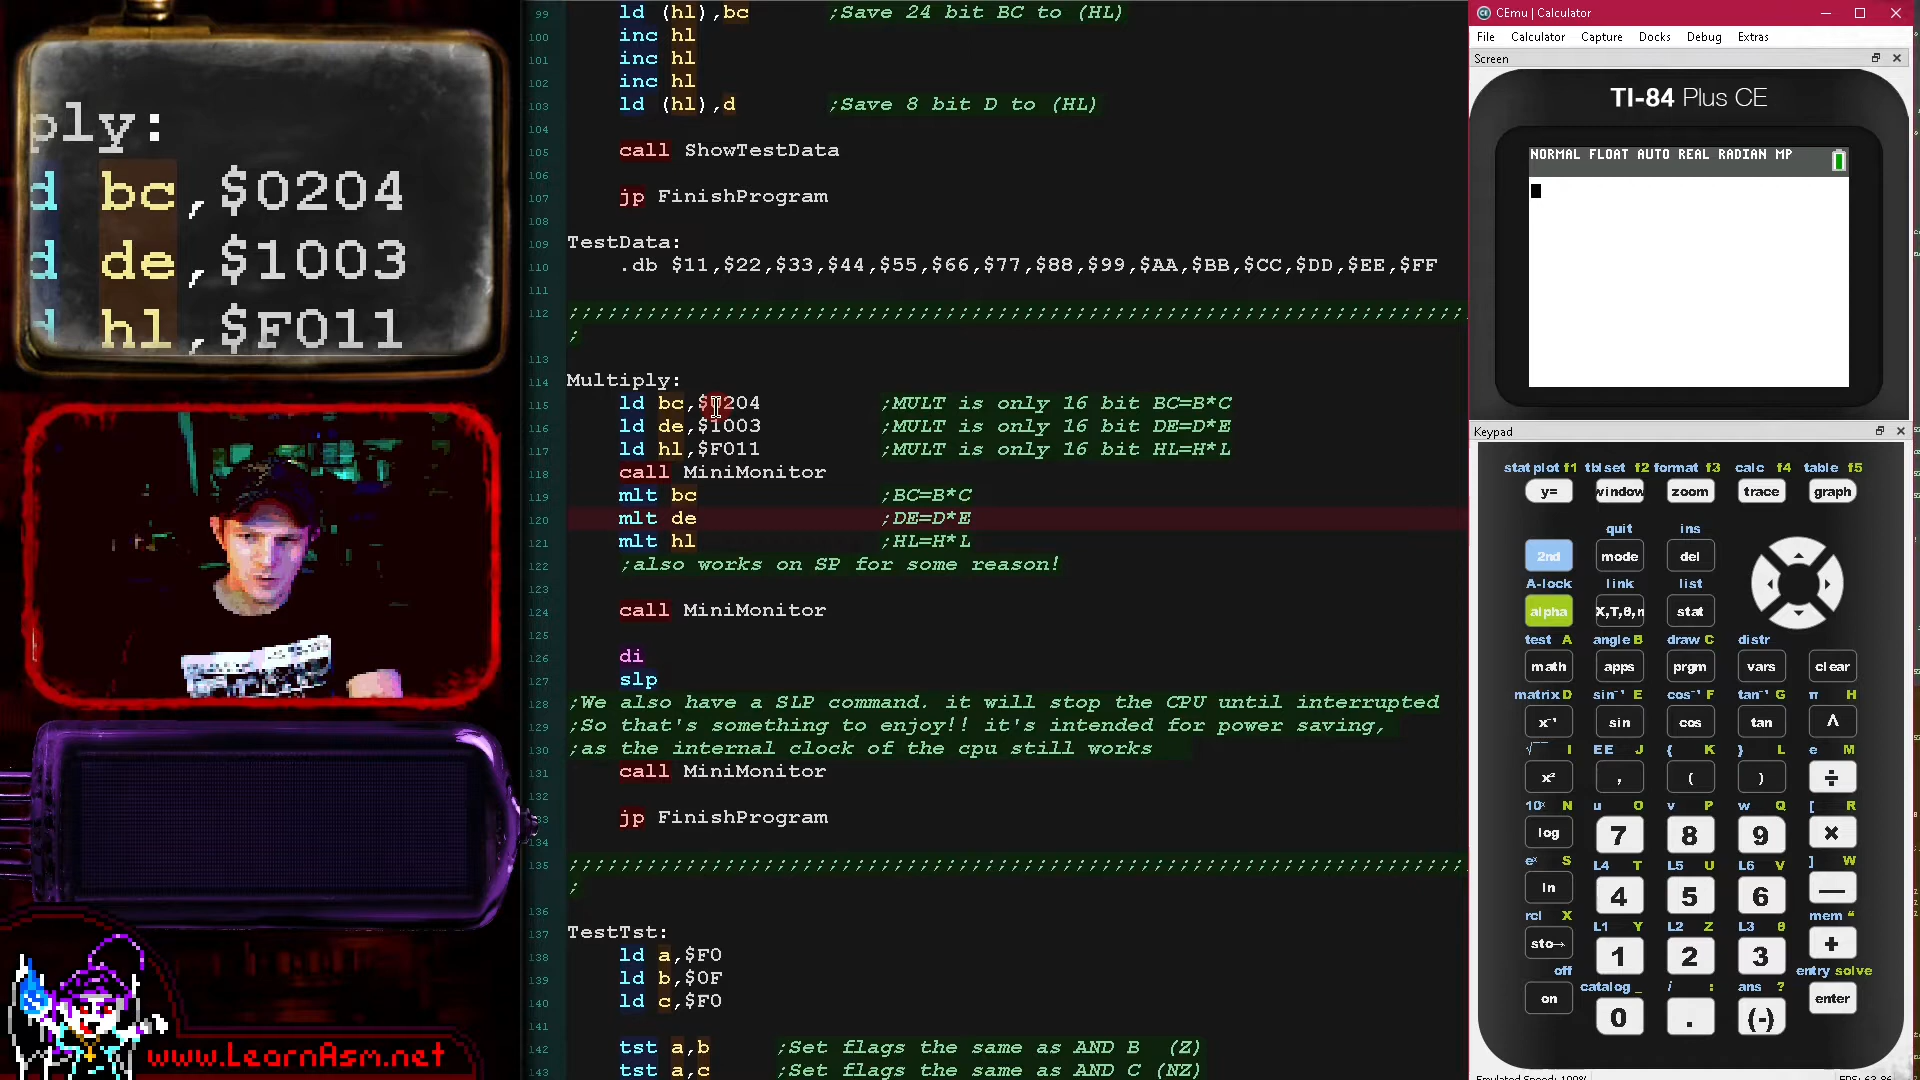 ply:
d bc,$0204
d de,$1003
d hl,$F011
www.LearnAsm.net
99 ld (hl),bc ;Save 24 bit BC to (HL)
100 inc hl
101 inc hl
102 inc hl
103 ld (hl),d ;Save 8 bit D to (HL)
104
105 call ShowTestData
106
107 jp FinishProgram
108
109 TestData:
110 .db $11,$22,$33,$44,$55,$66,$77,$88,$99,$AA,$BB,$CC,$DD,$EE,$FF
111
112 ;;;;;;;;;;;;;;;;;;;;;;;;;;;;;;;;;;;;;;;;;;;;;;;;;;;;;;;;;;;;;;;;;;;;;
;
113
114 Multiply:
115 ld bc,$0204 ;MULT is only 16 bit BC=B*C
116 ld de,$1003 ;MULT is only 16 bit DE=D*E
117 ld hl,$F011 ;MULT is only 16 bit HL=H*L
118 call MiniMonitor
119 mlt bc ;BC=B*C
120 mlt de ;DE=D*E
121 mlt hl ;HL=H*L
122 ;also works on SP for some reason!
123
124 call MiniMonitor
125
126 di
127 slp
128 ;We also have a SLP command. it will stop the CPU until interrupted
129 ;So that's something to enjoy!! it's intended for power saving,
130 ;as the internal clock of the cpu still works
131 call MiniMonitor
132
133 jp FinishProgram
134
135 ;;;;;;;;;;;;;;;;;;;;;;;;;;;;;;;;;;;;;;;;;;;;;;;;;;;;;;;;;;;;;;;;;;;;;
;
136
137 TestTst:
138 ld a,$F0
139 ld b,$0F
140 ld c,$F0
141
142 tst a,b ;Set flags the same as AND B (Z)
143 tst a,c ;Set flags the same as AND C (NZ)
CEmu | Calculator
File Calculator Capture Docks Debug Extras
Screen
TI-84 Plus CE
NORMAL FLOAT AUTO REAL RADIAN MP
Keypad
stat plot f1 tblset f2 format f3 calc f4 table f5
y= window zoom trace graph
quit ins
2nd mode del
A-lock link list
alpha X,T,θ,n stat
test A angle B draw C distr
math apps prgm vars clear
matrix D sin⁻¹ E cos⁻¹ F tan⁻¹ G π H
x⁻¹ sin cos tan ^
√ I EE J { K } L e M
x² , ( ) ÷
10ˣ N u O v P w Q [ R
log 7 8 9 ×
eˣ S L4 T L5 U L6 V ] W
ln 4 5 6 —
rcl X L1 Y L2 Z L3 θ mem "
sto→ 1 2 3 +
off catalog _ i : ans ? entry solve
on 0 . (-) enter
Emulated Speed: 100%